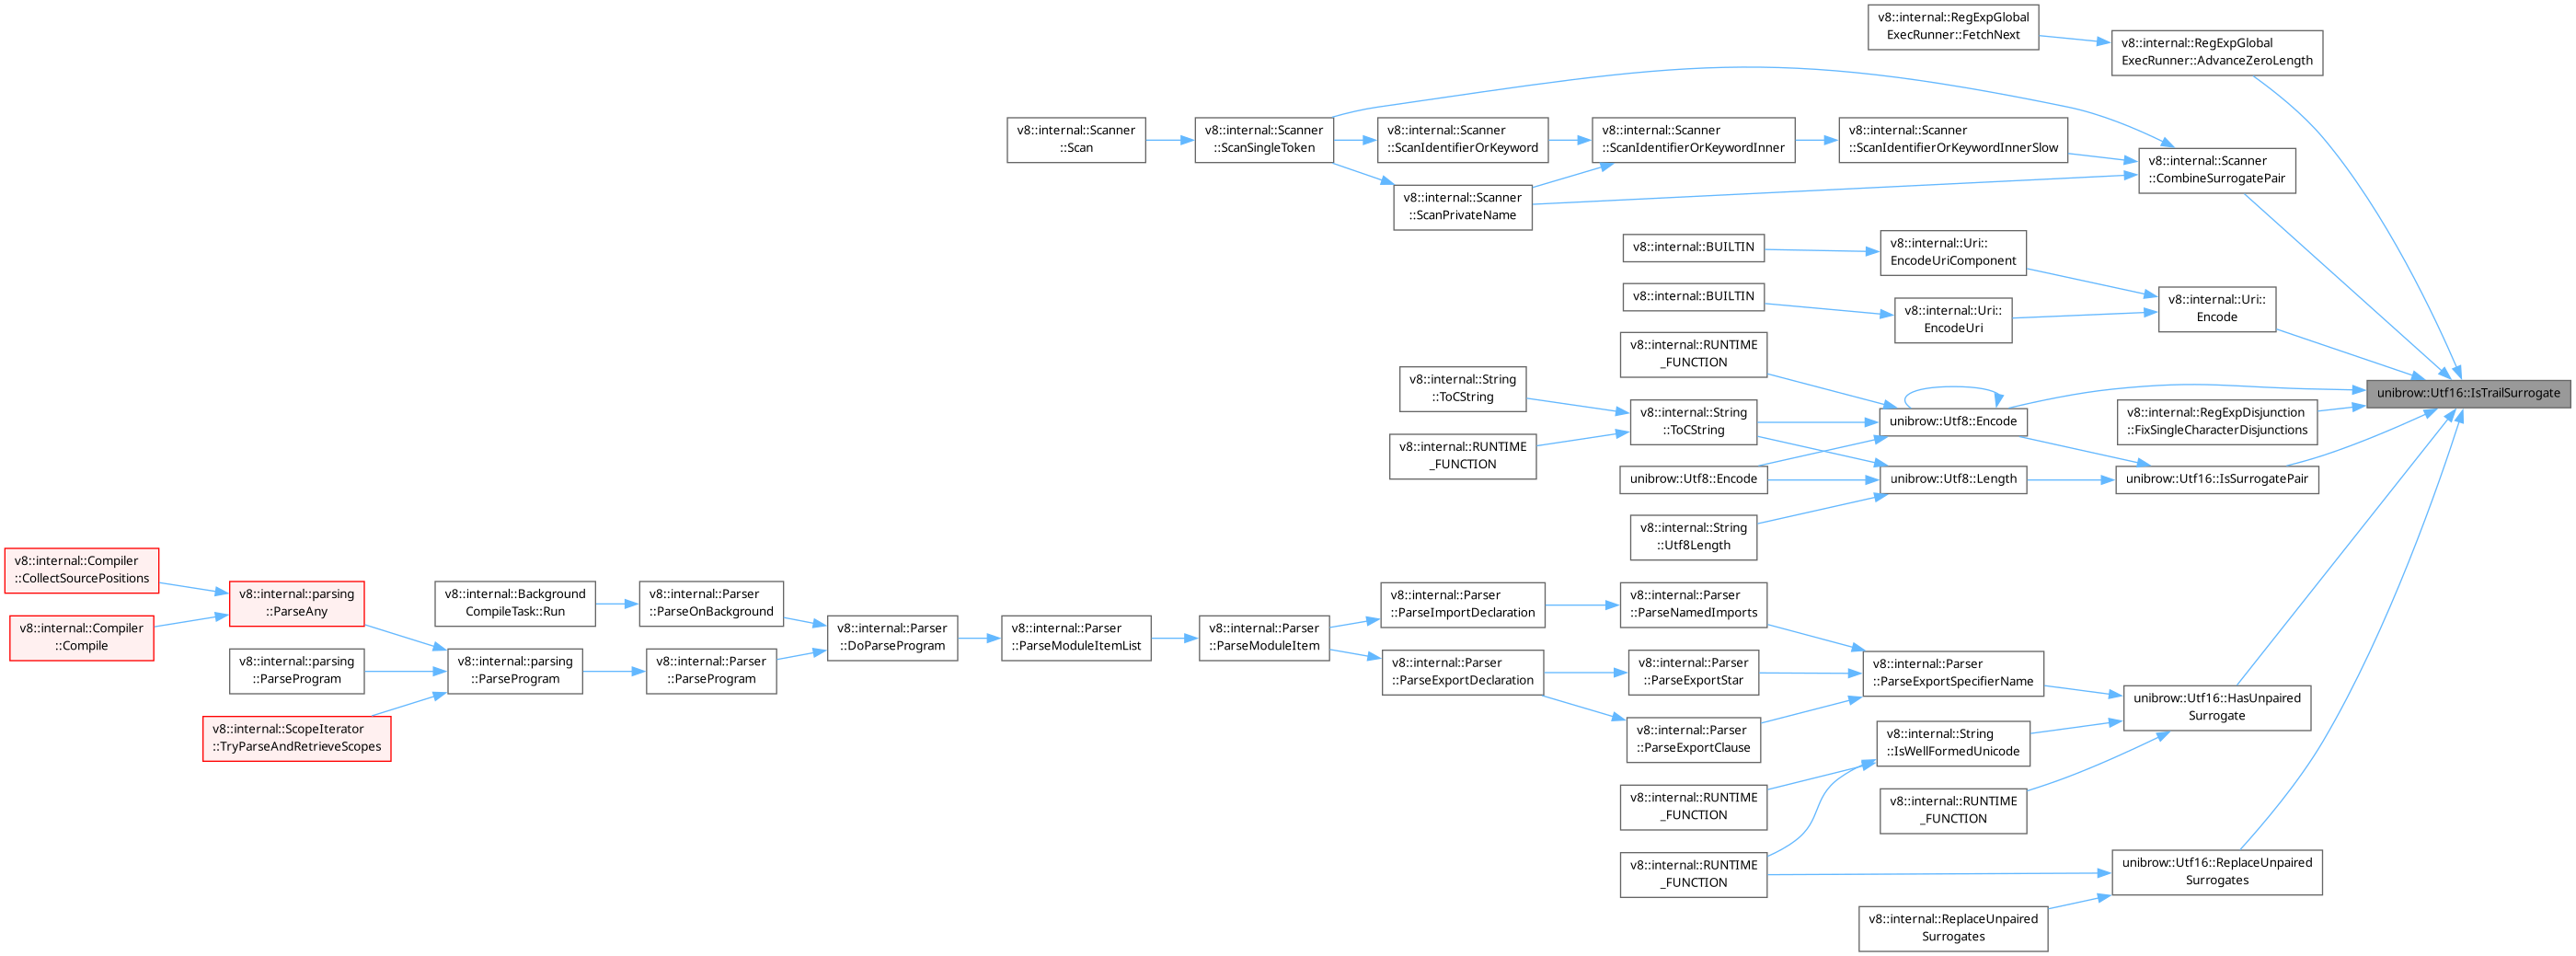 v8::internal::RegExpGlobal
ExecRunner::FetchNext
v8::internal::RegExpGlobal
ExecRunner::AdvanceZeroLength
v8::internal::Scanner
::Scan
v8::internal::Scanner
::ScanSingleToken
v8::internal::Scanner
::ScanIdentifierOrKeyword
v8::internal::Scanner
::ScanIdentifierOrKeywordInner
v8::internal::Scanner
::ScanIdentifierOrKeywordInnerSlow
v8::internal::Scanner
::CombineSurrogatePair
v8::internal::Scanner
::ScanPrivateName
v8::internal::BUILTIN
v8::internal::Uri::
EncodeUriComponent
v8::internal::BUILTIN
v8::internal::Uri::
EncodeUri
v8::internal::Uri::
Encode
v8::internal::RUNTIME
_FUNCTION
v8::internal::String
::ToCString
unibrow::Utf16::IsTrailSurrogate
v8::internal::String
::ToCString
unibrow::Utf8::Encode
v8::internal::RegExpDisjunction
::FixSingleCharacterDisjunctions
v8::internal::RUNTIME
_FUNCTION
unibrow::Utf8::Encode
unibrow::Utf8::Length
unibrow::Utf16::IsSurrogatePair
v8::internal::String
::Utf8Length
v8::internal::Compiler
::CollectSourcePositions
v8::internal::parsing
::ParseAny
v8::internal::Background
CompileTask::Run
v8::internal::Parser
::ParseOnBackground
v8::internal::Parser
::ParseImportDeclaration
v8::internal::Parser
::ParseNamedImports
v8::internal::Compiler
::Compile
v8::internal::Parser
::DoParseProgram
v8::internal::Parser
::ParseModuleItemList
v8::internal::Parser
::ParseModuleItem
v8::internal::parsing
::ParseProgram
v8::internal::parsing
::ParseProgram
v8::internal::Parser
::ParseProgram
v8::internal::Parser
::ParseExportDeclaration
v8::internal::Parser
::ParseExportStar
v8::internal::Parser
::ParseExportSpecifierName
v8::internal::ScopeIterator
::TryParseAndRetrieveScopes
v8::internal::Parser
::ParseExportClause
v8::internal::String
::IsWellFormedUnicode
unibrow::Utf16::HasUnpaired
Surrogate
v8::internal::RUNTIME
_FUNCTION
v8::internal::RUNTIME
_FUNCTION
v8::internal::RUNTIME
_FUNCTION
unibrow::Utf16::ReplaceUnpaired
Surrogates
v8::internal::ReplaceUnpaired
Surrogates